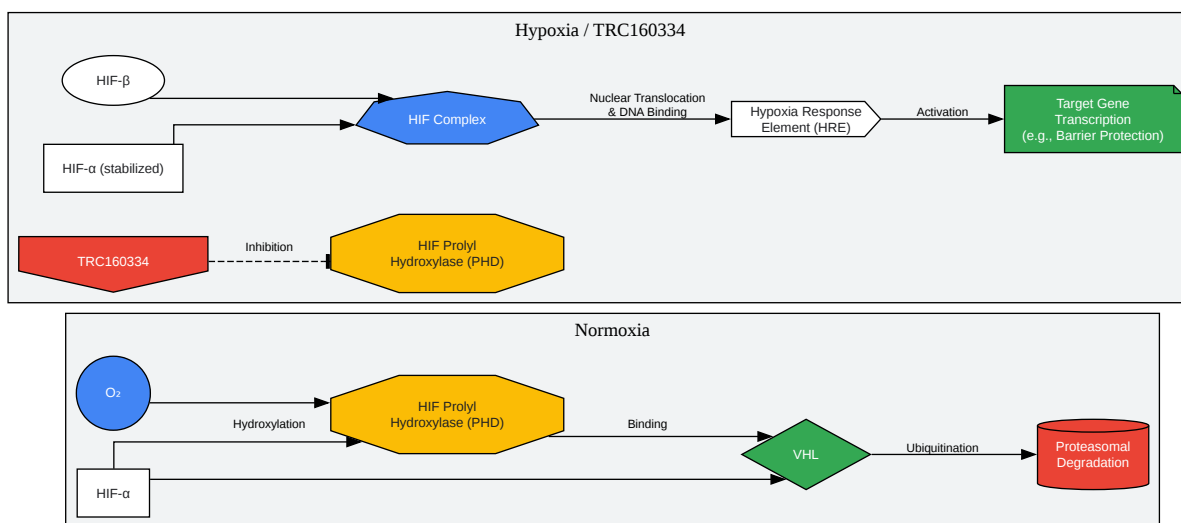 Hypoxia / TRC160334
HIF-β
HIF-α (stabilized)
HIF Complex
Nuclear Translocation
& DNA Binding
Hypoxia Response
Element (HRE)
Activation
Target Gene
Transcription
(e.g., Barrier Protection)
TRC160334
Inhibition
HIF Prolyl
Hydroxylase (PHD)
Normoxia
O₂
HIF-α
Hydroxylation
HIF Prolyl
Hydroxylase (PHD)
Binding
VHL
Ubiquitination
Proteasomal
Degradation